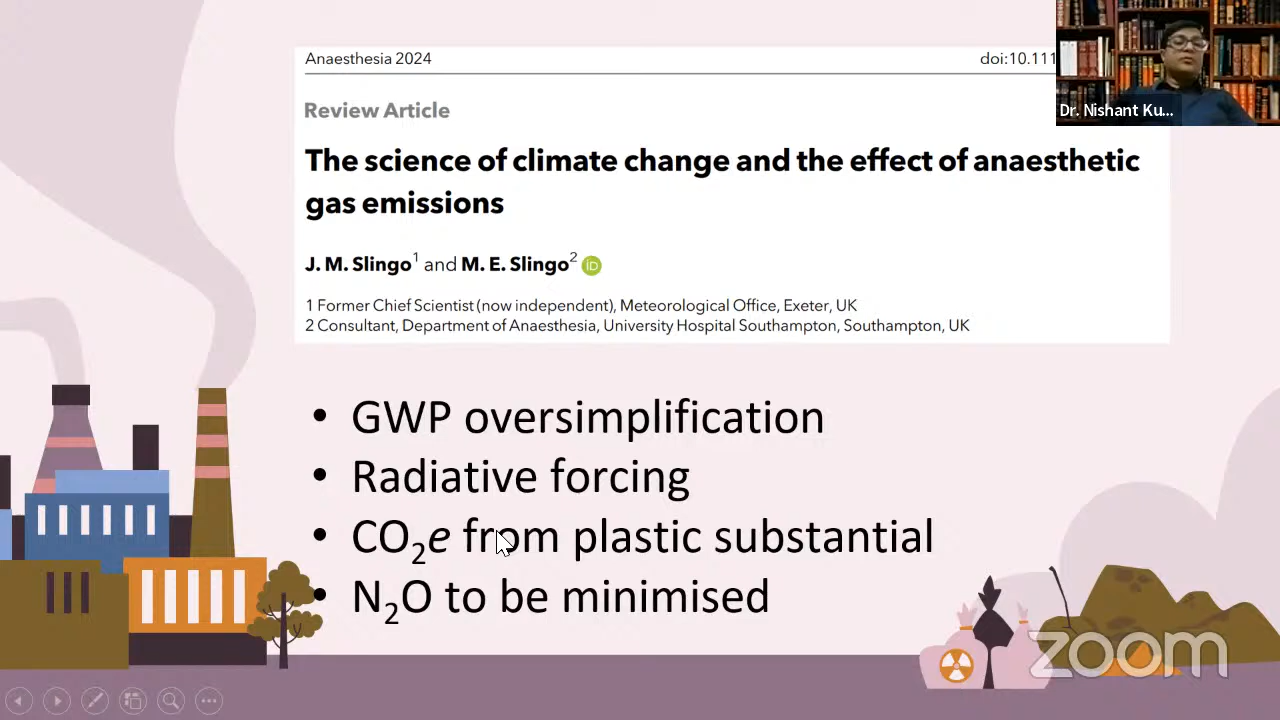 Anaesthesia 2024
doi:10.111
Dr. Nishant Ku...
Review Article
The science of climate change and the effect of anaesthetic
gas emissions
J. M. Slingo¹ and M. E. Slingo² iD
1 Former Chief Scientist (now independent), Meteorological Office, Exeter, UK
2 Consultant, Department of Anaesthesia, University Hospital Southampton, Southampton, UK
• GWP oversimplification
• Radiative forcing
• CO₂e from plastic substantial
• N₂O to be minimised
zoom